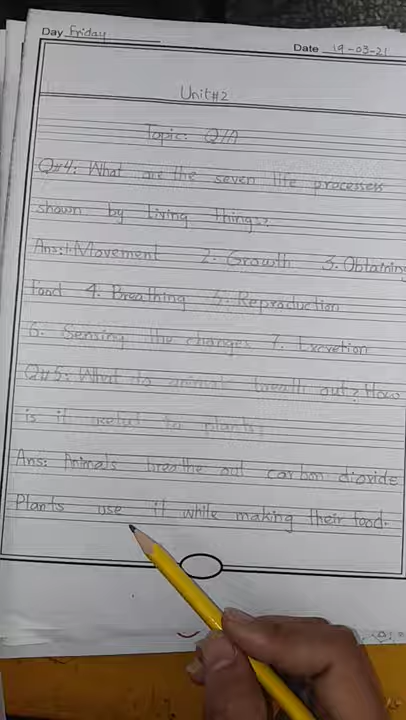 Day Friday
Date 19-03-21
Unit#2
Topic: Q/A
Q#4: What are the seven life processes
shown by living things?
Ans: 1. Movement 2. Growth 3. Obtaining
food 4. Breathing 5. Reproduction
6. Sensing the changes 7. Excretion
Q#5: What do animals breath out? How
is it useful to plants?
Ans: Animals breathe out carbon dioxide
Plants use it while making their food.